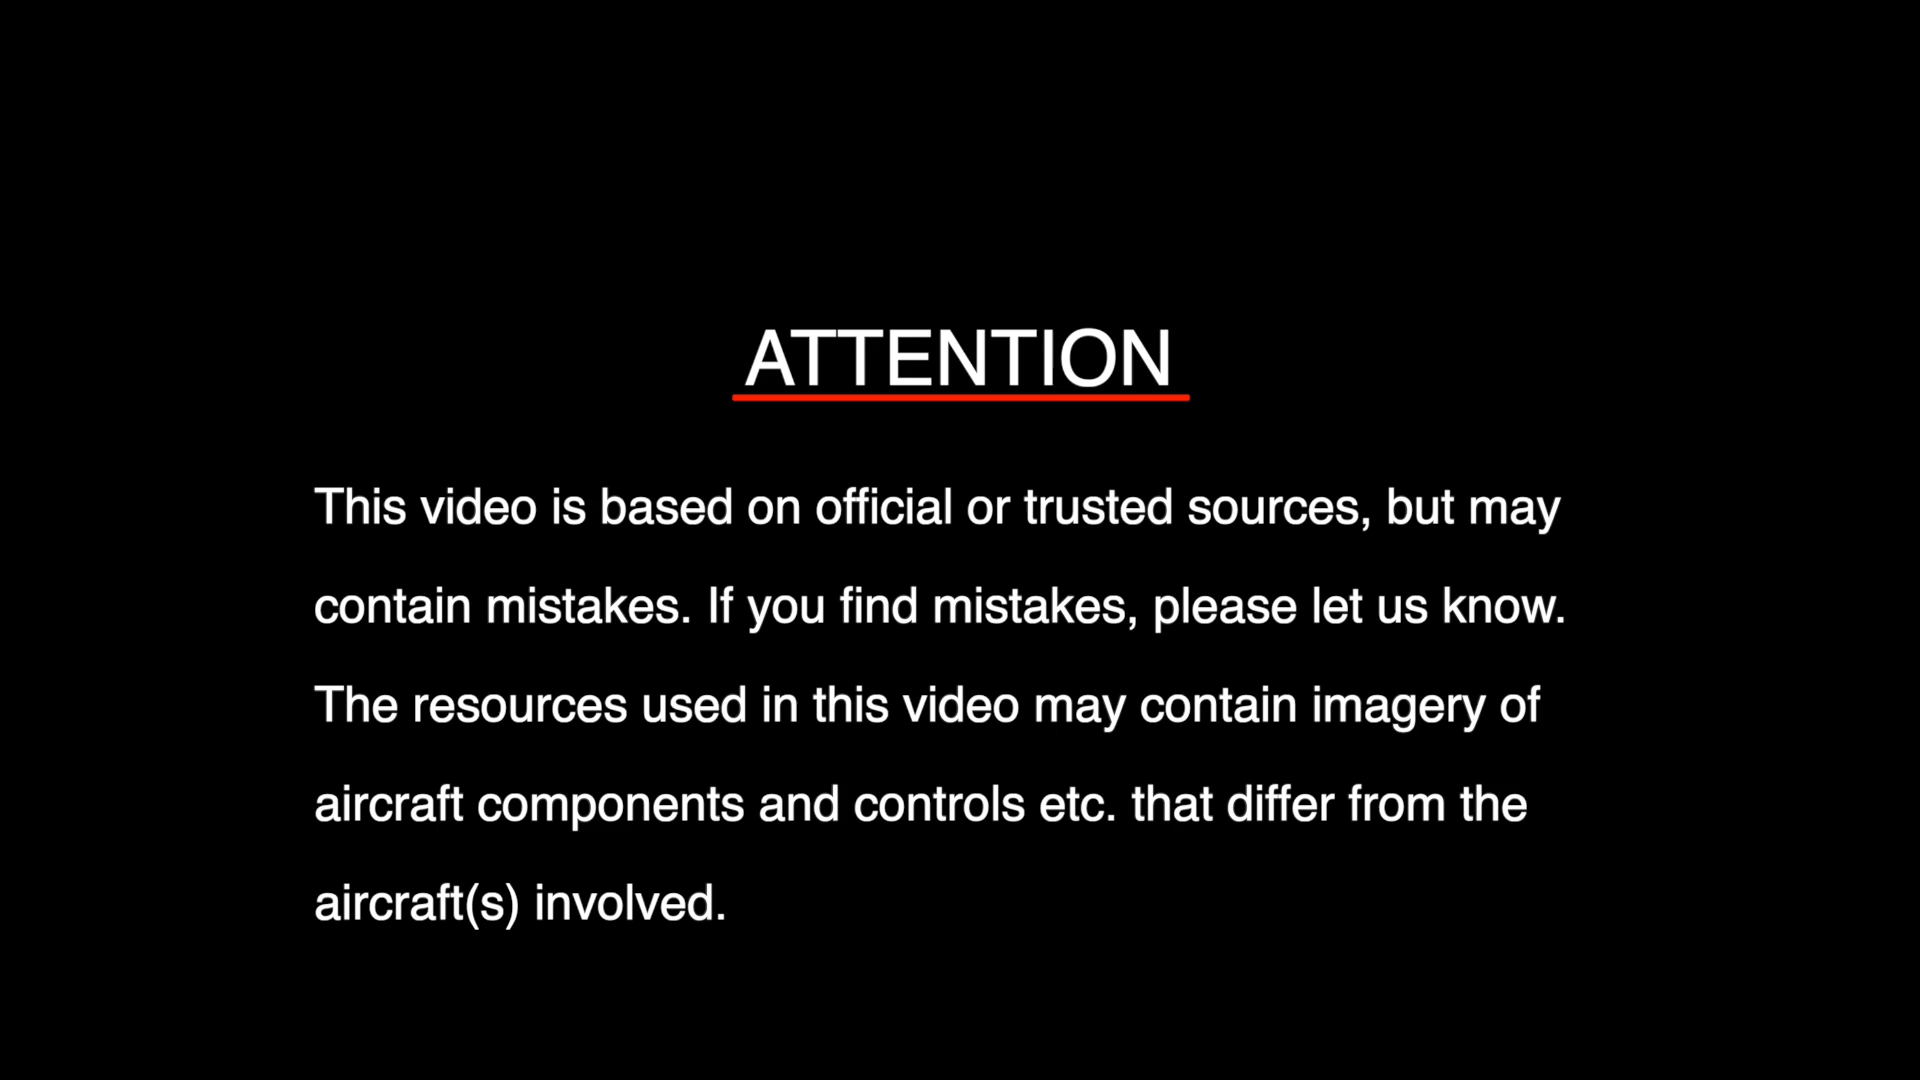 ATTENTION
This video is based on official or trusted sources, but may
contain mistakes. If you find mistakes, please let us know.
The resources used in this video may contain imagery of
aircraft components and controls etc. that differ from the
aircraft(s) involved.